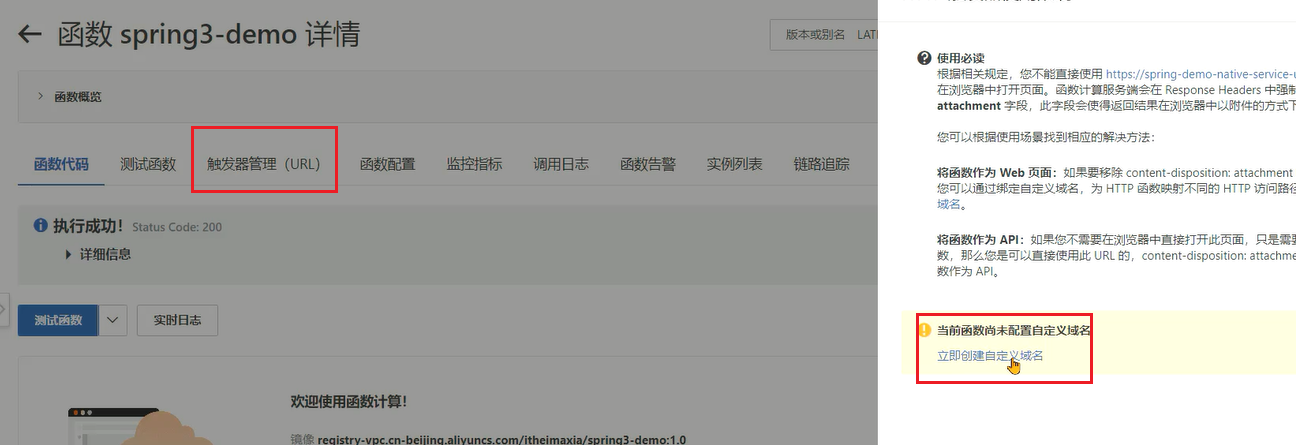 函数 spring3-demo 详情
版本或别名 LAT
函数概览
函数代码 测试函数 触发器管理（URL） 函数配置 监控指标 调用日志 函数告警 实例列表 链路追踪
执行成功！ Status Code: 200
详细信息
测试函数 实时日志
欢迎使用函数计算！
镜像 registry-vpc.cn-beijing.aliyuncs.com/itheimaxia/spring3-demo:1.0
使用必读
根据相关规定，您不能直接使用 https://spring-demo-native-service-u
在浏览器中打开页面。函数计算服务端会在 Response Headers 中强制
attachment 字段，此字段会使得返回结果在浏览器中以附件的方式下
您可以根据使用场景找到相应的解决方法：
将函数作为 Web 页面：如果要移除 content-disposition: attachment
您可以通过绑定自定义域名，为 HTTP 函数映射不同的 HTTP 访问路径
域名。
将函数作为 API：如果您不需要在浏览器中直接打开此页面，只是需要
数，那么您是可以直接使用此 URL 的，content-disposition: attachme
数作为 API。
当前函数尚未配置自定义域名
立即创建自定义域名